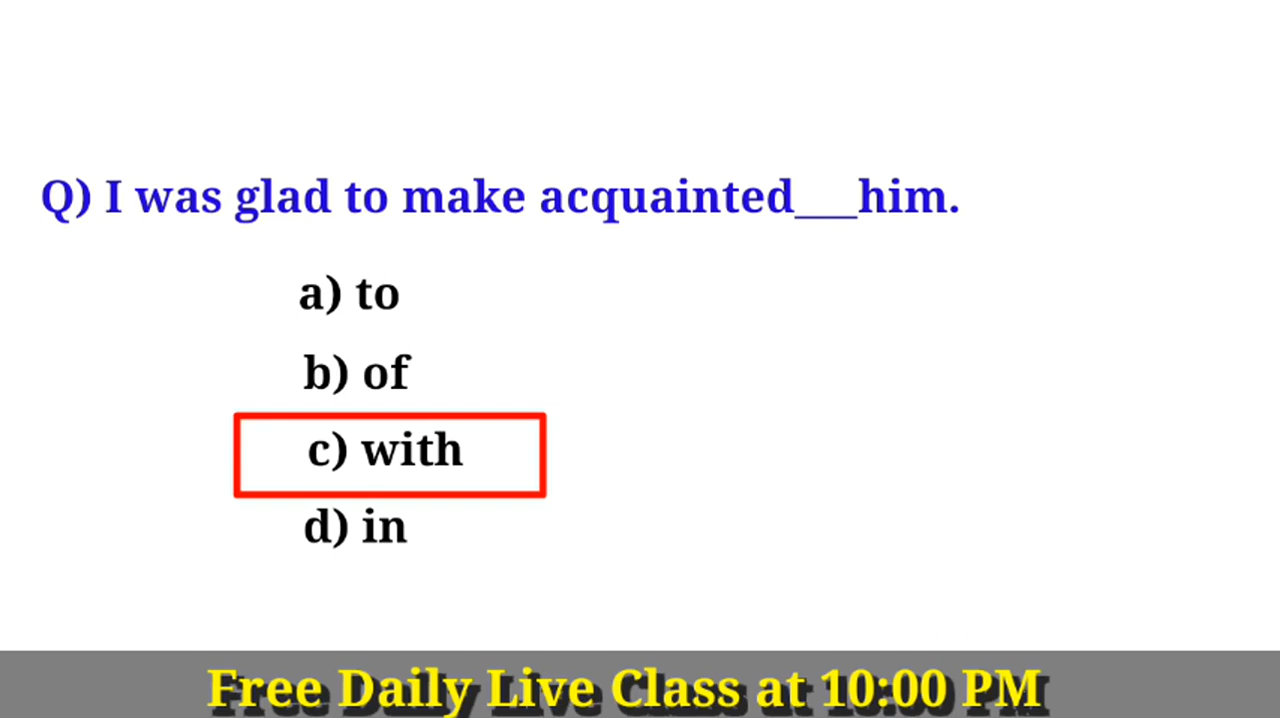 Q) I was glad to make acquainted___him.
a) to
b) of
c) with
d) in
Free Daily Live Class at 10:00 PM